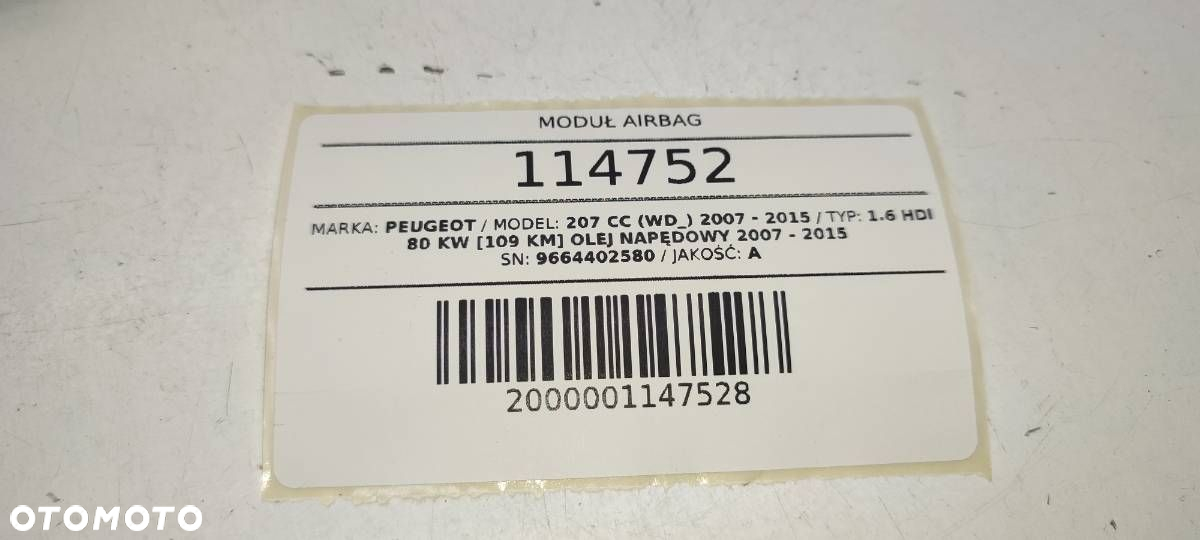 MODUŁ AIRBAG
114752
MARKA: PEUGEOT / MODEL: 207 CC (WD_) 2007 - 2015 / TYP: 1.6 HDI
80 KW [109 KM] OLEJ NAPĘDOWY 2007 - 2015
SN: 9664402580 / JAKOŚĆ: A
2000001147528
OTOMOTO